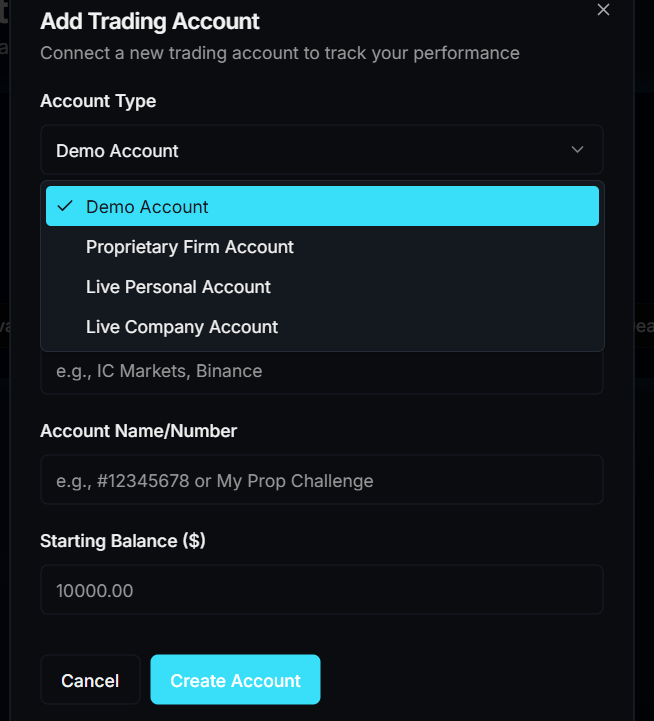 Add Trading Account
Connect a new trading account to track your performance
Account Type
Demo Account
Demo Account
Proprietary Firm Account
Live Personal Account
Live Company Account
e.g., IC Markets, Binance
Account Name/Number
e.g., #12345678 or My Prop Challenge
Starting Balance ($)
10000.00
Cancel
Create Account